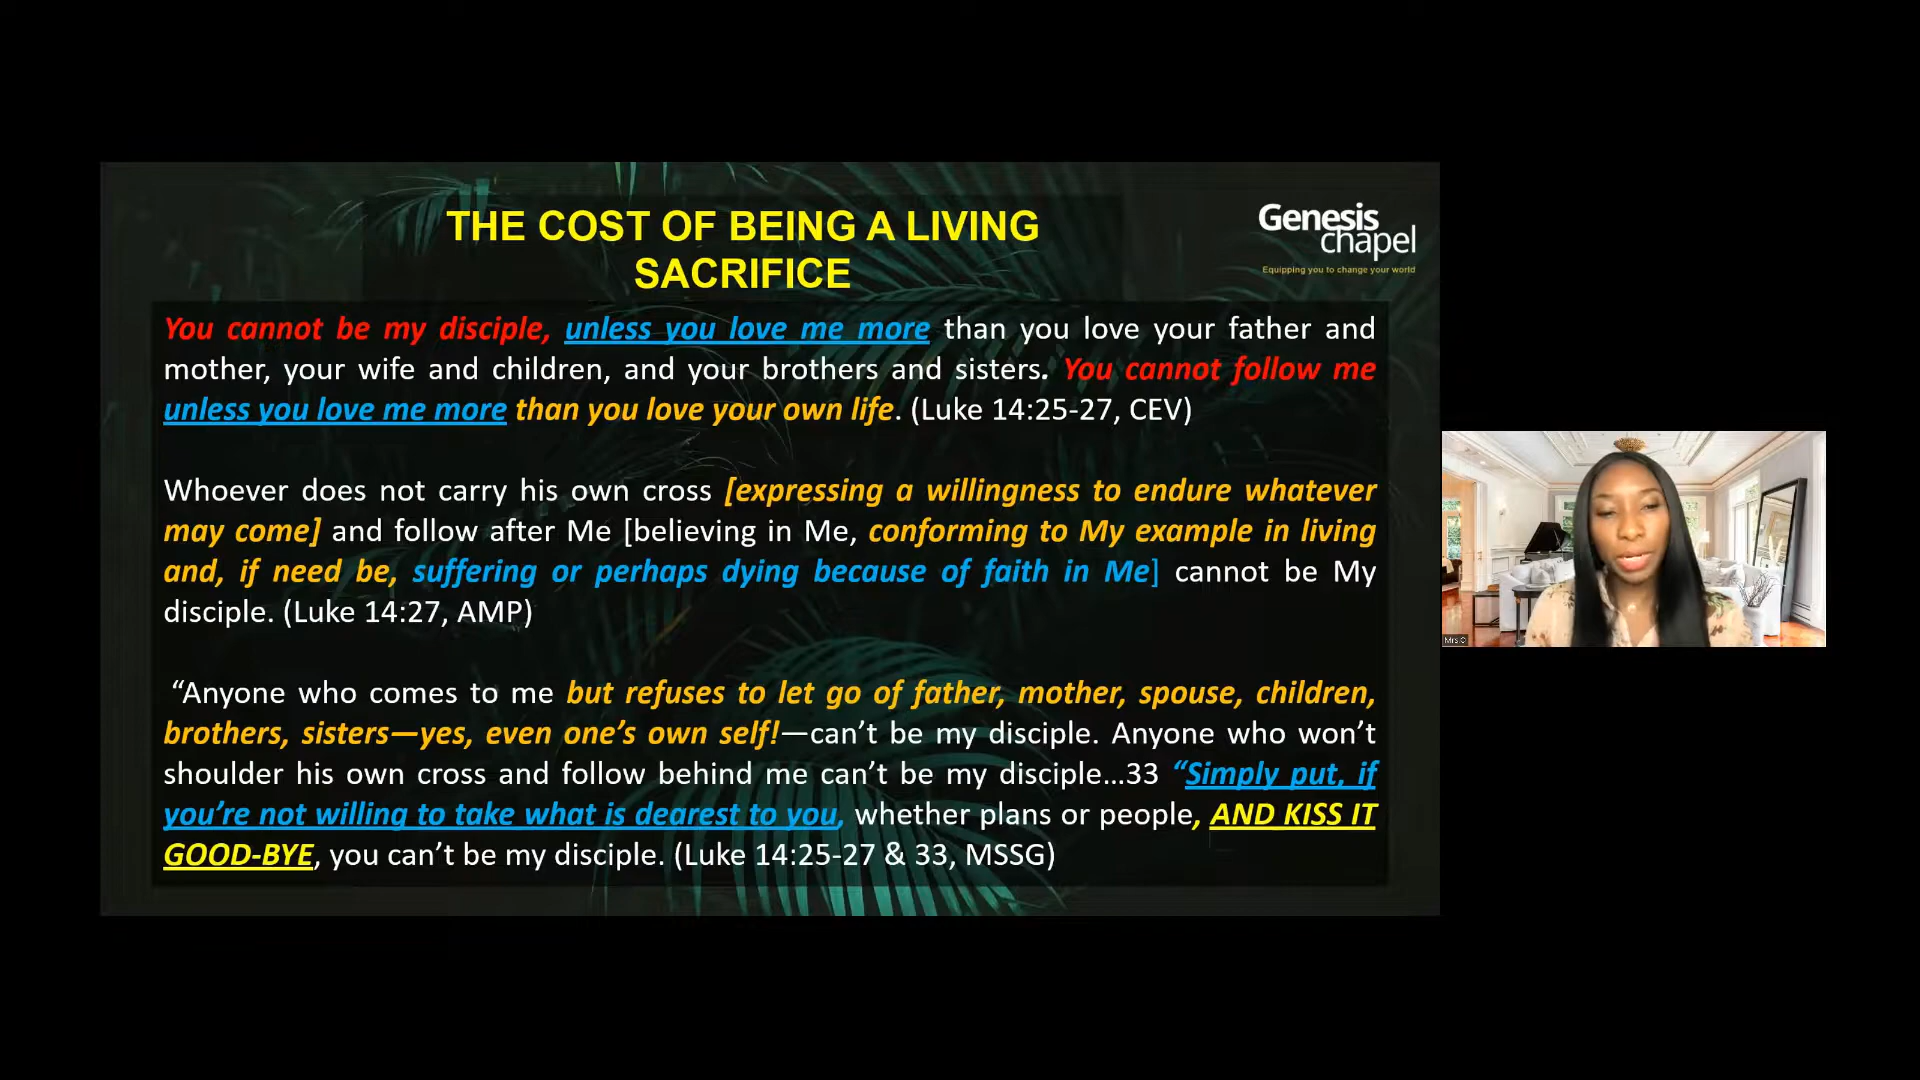 THE COST OF BEING A LIVING
SACRIFICE
Genesis
chapel
Equipping you to change your world
You cannot be my disciple, unless you love me more than you love your father and
mother, your wife and children, and your brothers and sisters. You cannot follow me
unless you love me more than you love your own life. (Luke 14:25-27, CEV)
Whoever does not carry his own cross [expressing a willingness to endure whatever
may come] and follow after Me [believing in Me, conforming to My example in living
and, if need be, suffering or perhaps dying because of faith in Me] cannot be My
disciple. (Luke 14:27, AMP)
“Anyone who comes to me but refuses to let go of father, mother, spouse, children,
brothers, sisters—yes, even one’s own self!—can’t be my disciple. Anyone who won’t
shoulder his own cross and follow behind me can’t be my disciple…33 “Simply put, if
you’re not willing to take what is dearest to you, whether plans or people, AND KISS IT
GOOD-BYE, you can’t be my disciple. (Luke 14:25-27 & 33, MSSG)
Mrs O